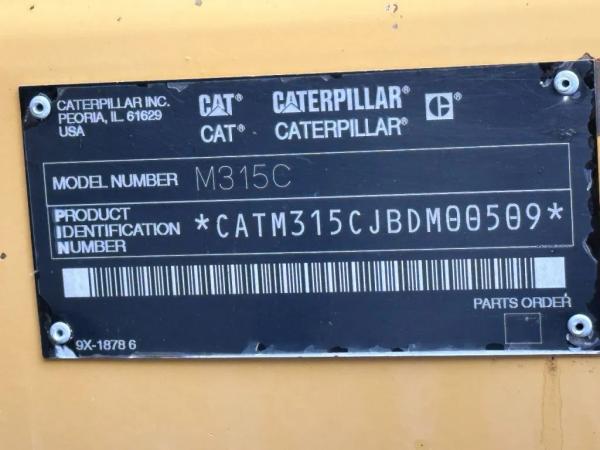 CATERPILLAR INC.
PEORIA, IL. 61629
USA
CAT® CATERPILLAR® C®
CAT® CATERPILLAR®
MODEL NUMBER M315C
PRODUCT
IDENTIFICATION
NUMBER
*CATM315CJBDM00509*
PARTS ORDER
9X-1878 6